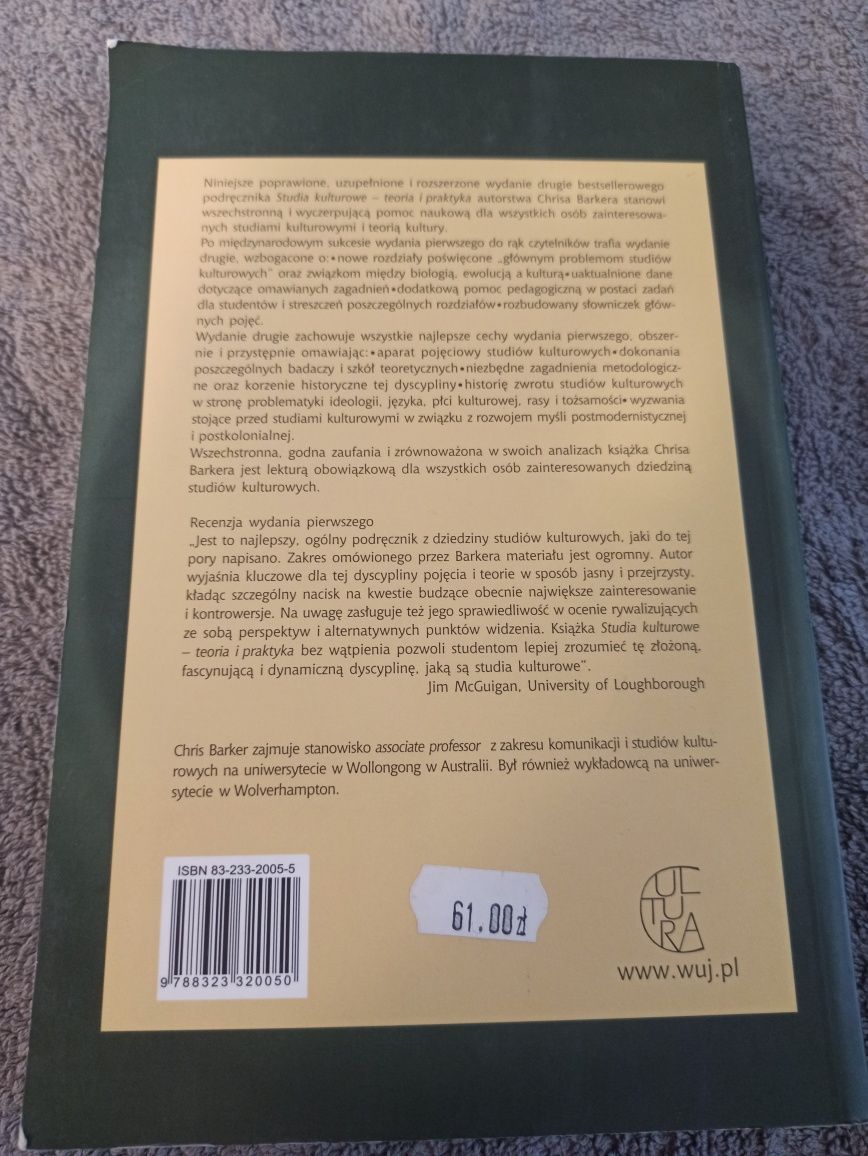 Niniejsze poprawione, uzupełnione i rozszerzone wydanie drugie bestsellerowego
podręcznika Studia kulturowe – teoria i praktyka autorstwa Chrisa Barkera stanowi
wszechstronną i wyczerpującą pomoc naukową dla wszystkich osób zainteresowa-
nych studiami kulturowymi i teorią kultury.
Po międzynarodowym sukcesie wydania pierwszego do rąk czytelników trafia wydanie
drugie, wzbogacone o:•nowe rozdziały poświęcone „głównym problemom studiów
kulturowych” oraz związkom między biologią, ewolucją a kulturą•uaktualnione dane
dotyczące omawianych zagadnień•dodatkową pomoc pedagogiczną w postaci zadań
dla studentów i streszczeń poszczególnych rozdziałów•rozbudowany słowniczek głów-
nych pojęć.
Wydanie drugie zachowuje wszystkie najlepsze cechy wydania pierwszego, obszer-
nie i przystępnie omawiając:•aparat pojęciowy studiów kulturowych•dokonania
poszczególnych badaczy i szkół teoretycznych•niezbędne zagadnienia metodologicz-
ne oraz korzenie historyczne tej dyscypliny•historię zwrotu studiów kulturowych
w stronę problematyki ideologii, języka, płci kulturowej, rasy i tożsamości•wyzwania
stojące przed studiami kulturowymi w związku z rozwojem myśli postmodernistycznej
i postkolonialnej.
Wszechstronna, godna zaufania i zrównoważona w swoich analizach książka Chrisa
Barkera jest lekturą obowiązkową dla wszystkich osób zainteresowanych dziedziną
studiów kulturowych.
Recenzja wydania pierwszego
„Jest to najlepszy, ogólny podręcznik z dziedziny studiów kulturowych, jaki do tej
pory napisano. Zakres omówionego przez Barkera materiału jest ogromny. Autor
wyjaśnia kluczowe dla tej dyscypliny pojęcia i teorie w sposób jasny i przejrzysty,
kładąc szczególny nacisk na kwestie budzące obecnie największe zainteresowanie
i kontrowersje. Na uwagę zasługuje też jego sprawiedliwość w ocenie rywalizujących
ze sobą perspektyw i alternatywnych punktów widzenia. Książka Studia kulturowe
– teoria i praktyka bez wątpienia pozwoli studentom lepiej zrozumieć tę złożoną,
fascynującą i dynamiczną dyscyplinę, jaką są studia kulturowe”.
Jim McGuigan, University of Loughborough
Chris Barker zajmuje stanowisko associate professor z zakresu komunikacji i studiów kultu-
rowych na uniwersytecie w Wollongong w Australii. Był również wykładowcą na uniwer-
sytecie w Wolverhampton.
ISBN 83-233-2005-5
9 788323 320050
61.00zł
CULTURA
www.wuj.pl